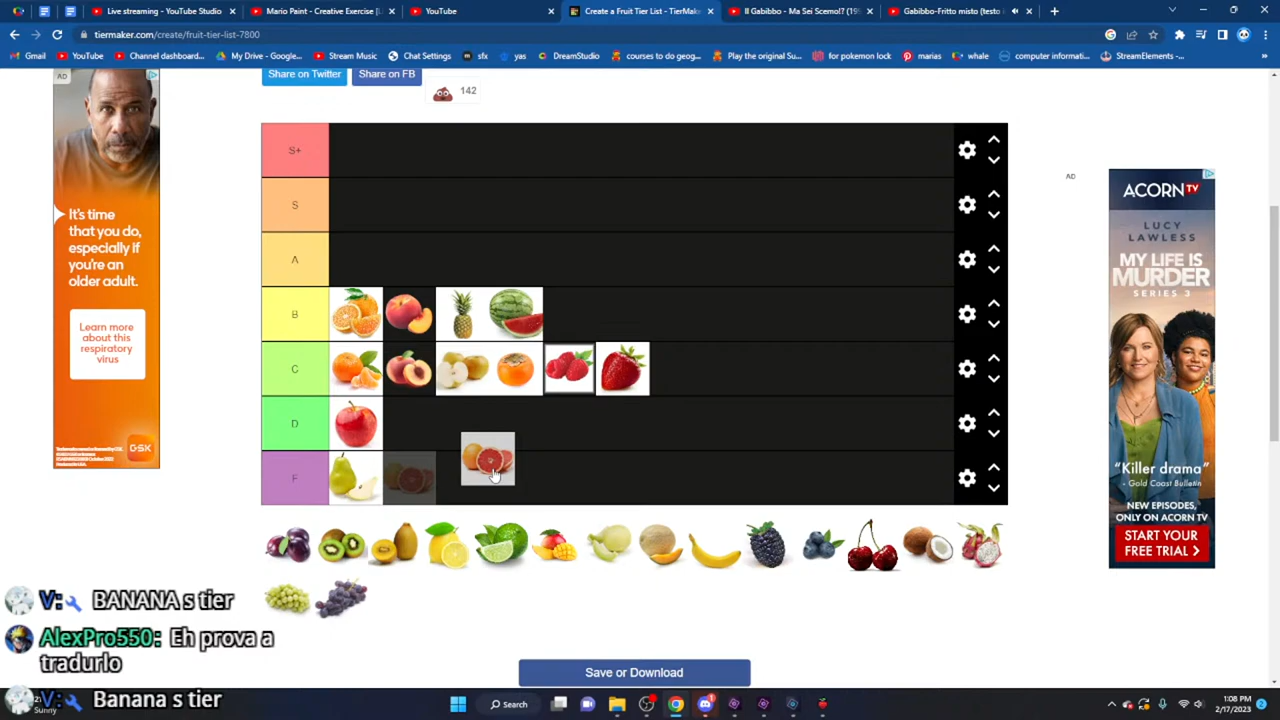 Live streaming - YouTube Studio
Mario Paint - Creative Exercise [
YouTube
Create a Fruit Tier List - TierMake
Il Gabibbo - Ma Sei Scemo!? (19
Gabibbo-Fritto misto (testo
tiermaker.com/create/fruit-tier-list-7800
Gmail
YouTube
Channel dashboard...
My Drive - Google...
Stream Music
Chat Settings
sfx
yas
DreamStudio
courses to do geog...
Play the original Su...
for pokemon lock
marias
whale
computer informati...
StreamElements -...
»
AD
Share on Twitter
Share on FB
142
It's time
that you do,
especially if
you're an
older adult.
Learn more
about this
respiratory
virus
GSK
S+
S
A
B
C
D
F
AD
ACORN TV
LUCY
LAWLESS
MY LIFE IS
MURDER
SERIES 3
"Killer drama"
- Gold Coast Bulletin
NEW EPISODES,
ONLY ON ACORN TV
START YOUR
FREE TRIAL >
V: BANANA s tier
AlexPro550: Eh prova a
tradurlo
V: Banana s tier
Save or Download
Sunny
Search
1:08 PM
2/17/2023